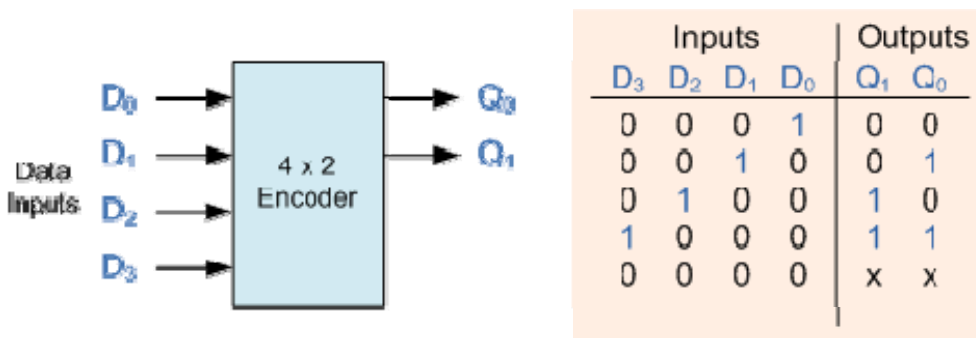 Data
Inputs
D₀
D₁
D₂
D₃
4 x 2
Encoder
Q₀
Q₁
Inputs Outputs
D₃ D₂ D₁ D₀ Q₁ Q₀
0 0 0 1 0 0
0 0 1 0 0 1
0 1 0 0 1 0
1 0 0 0 1 1
0 0 0 0 x x